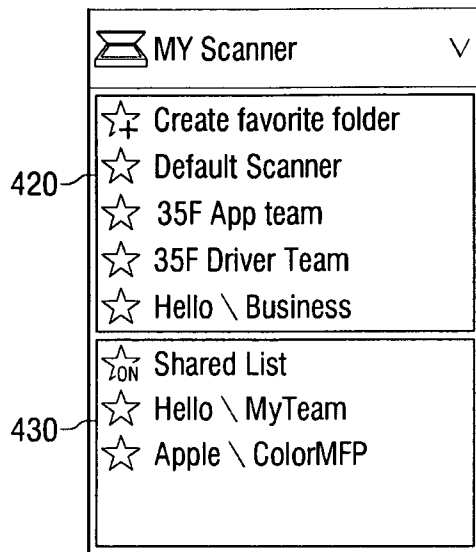 MY Scanner
Create favorite folder
420
Default Scanner
35F App team
35F Driver Team
Hello \ Business
ON Shared List
430
Hello \ MyTeam
Apple \ ColorMFP